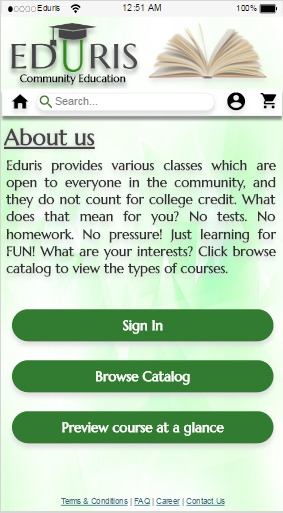 Eduris 12:51 AM 100%
EDURIS
Community Education
Search...
About us
Eduris provides various classes which are
open to everyone in the community, and
they do not count for college credit. What
does that mean for you? No tests. No
homework. No pressure! Just learning for
FUN! What are your interests? Click browse
catalog to view the types of courses.
Sign In
Browse Catalog
Preview course at a glance
Terms & Conditions | FAQ | Career | Contact Us